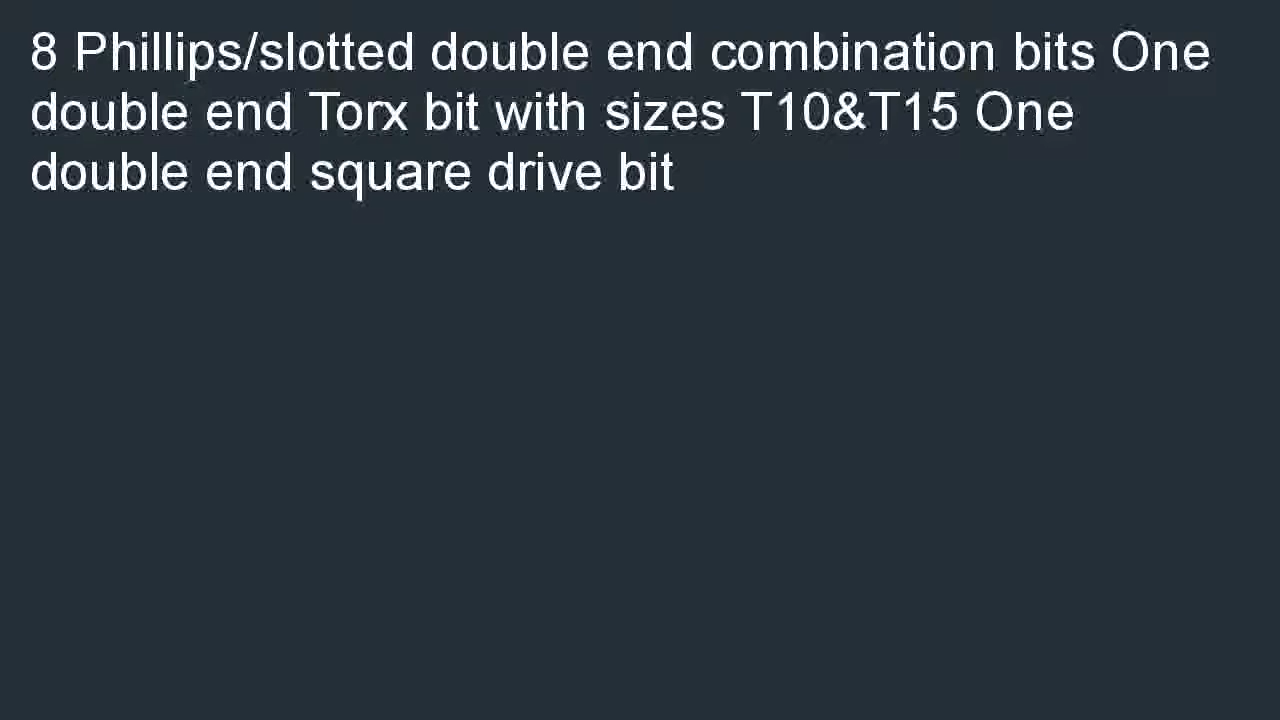 8 Phillips/slotted double end combination bits One
double end Torx bit with sizes T10&T15 One
double end square drive bit